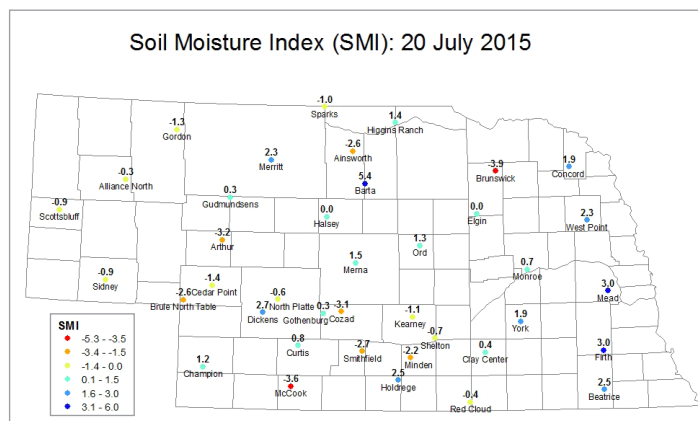 Soil Moisture Index (SMI): 20 July 2015
-1.0
Sparks
1.4
Higgins Ranch
-1.3
Gordon
2.3
Merritt
-2.6
Ainsworth
-3.9
Brunswick
1.9
Concord
-0.3
Alliance North
5.4
Barta
0.3
Gudmundsens
-0.9
Scottsbluff
0.0
Halsey
0.0
Elgin
2.3
West Point
-3.2
Arthur
1.3
Ord
1.5
Merna
0.7
Monroe
-0.9
Sidney
-1.4
Cedar Point
-2.6
Brule North Table
-0.6
North Platte
2.7
Dickens
0.3
Gothenburg
-3.1
Cozad
-1.1
Kearney
1.9
York
3.0
Mead
-0.7
Shelton
0.8
Curtis
-2.7
Smithfield
-2.2
Minden
0.4
Clay Center
3.0
Firth
1.2
Champion
-3.6
McCook
2.5
Holdrege
-0.4
Red Cloud
2.5
Beatrice
SMI
-5.3 - -3.5
-3.4 - -1.5
-1.4 - 0.0
0.1 - 1.5
1.6 - 3.0
3.1 - 6.0